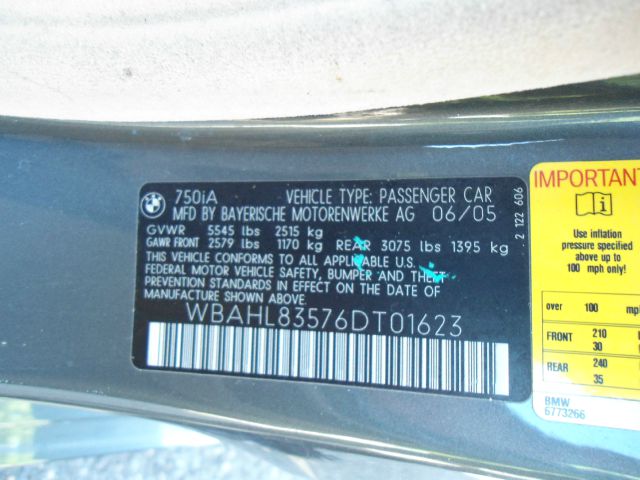 750iA VEHICLE TYPE: PASSENGER CAR
MFD BY BAYERISCHE MOTORENWERKE AG 06/05
GVWR 5545 lbs 2515 kg
GAWR FRONT 2579 lbs 1170 kg REAR 3075 lbs 1395 kg
THIS VEHICLE CONFORMS TO ALL APPLICABLE U.S.
FEDERAL MOTOR VEHICLE SAFETY, BUMPER AND THEFT
PREVENTION STANDARDS IN EFFECT ON THE DATE OF
MANUFACTURE SHOWN ABOVE.
WBAHL83576DT01623
2 122 606
IMPORTAN
Use inflation
pressure specified
above up to
100 mph only!
over 100 mp
FRONT 210
30
REAR 240
35
BMW
6773266